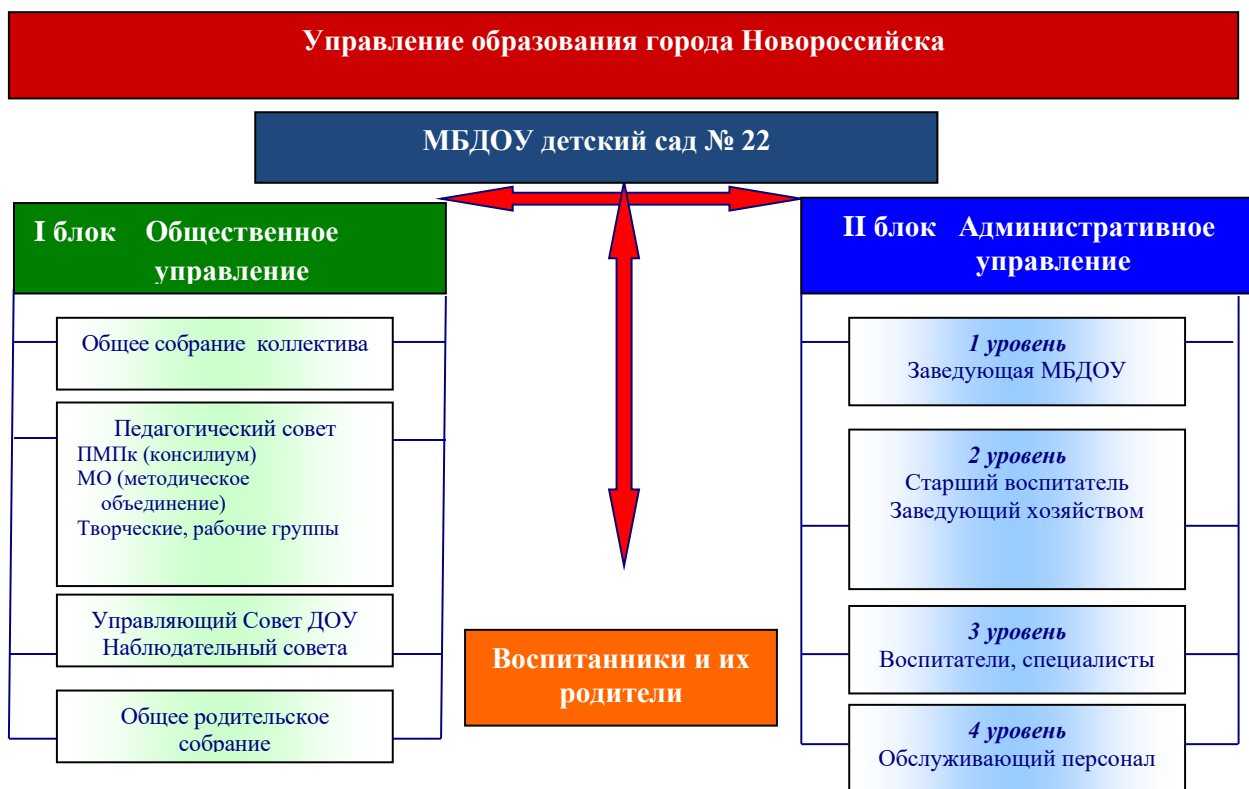 Управление образования города Новороссийска
МБДОУ детский сад № 22
I блок Общественное
управление
Общее собрание коллектива
Педагогический совет
ПМПк (консилиум)
МО (методическое
объединение)
Творческие, рабочие группы
Управляющий Совет ДОУ
Наблюдательный совета
Общее родительское
собрание
Воспитанники и их
родители
II блок Административное
управление
1 уровень
Заведующая МБДОУ
2 уровень
Старший воспитатель
Заведующий хозяйством
3 уровень
Воспитатели, специалисты
4 уровень
Обслуживающий персонал